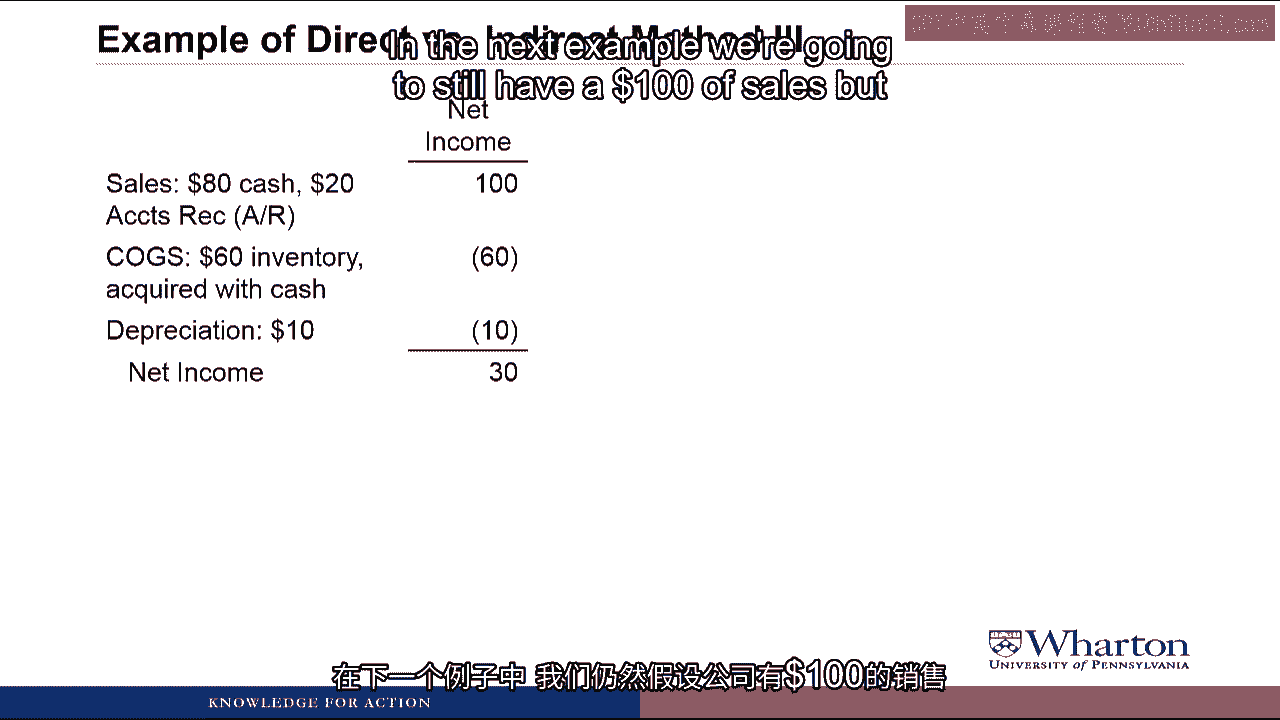 Example of Direct vs. Indirect Method III
In the next example we're going
to still have a $100 of sales but
Net
Income
Sales: $80 cash, $20
Accts Rec (A/R)
100
COGS: $60 inventory,
acquired with cash
(60)
Depreciation: $10
(10)
Net Income
30
Wharton
UNIVERSITY of PENNSYLVANIA
在下一个例子中 我们仍然假设公司有$100的销售
KNOWLEDGE FOR ACTION